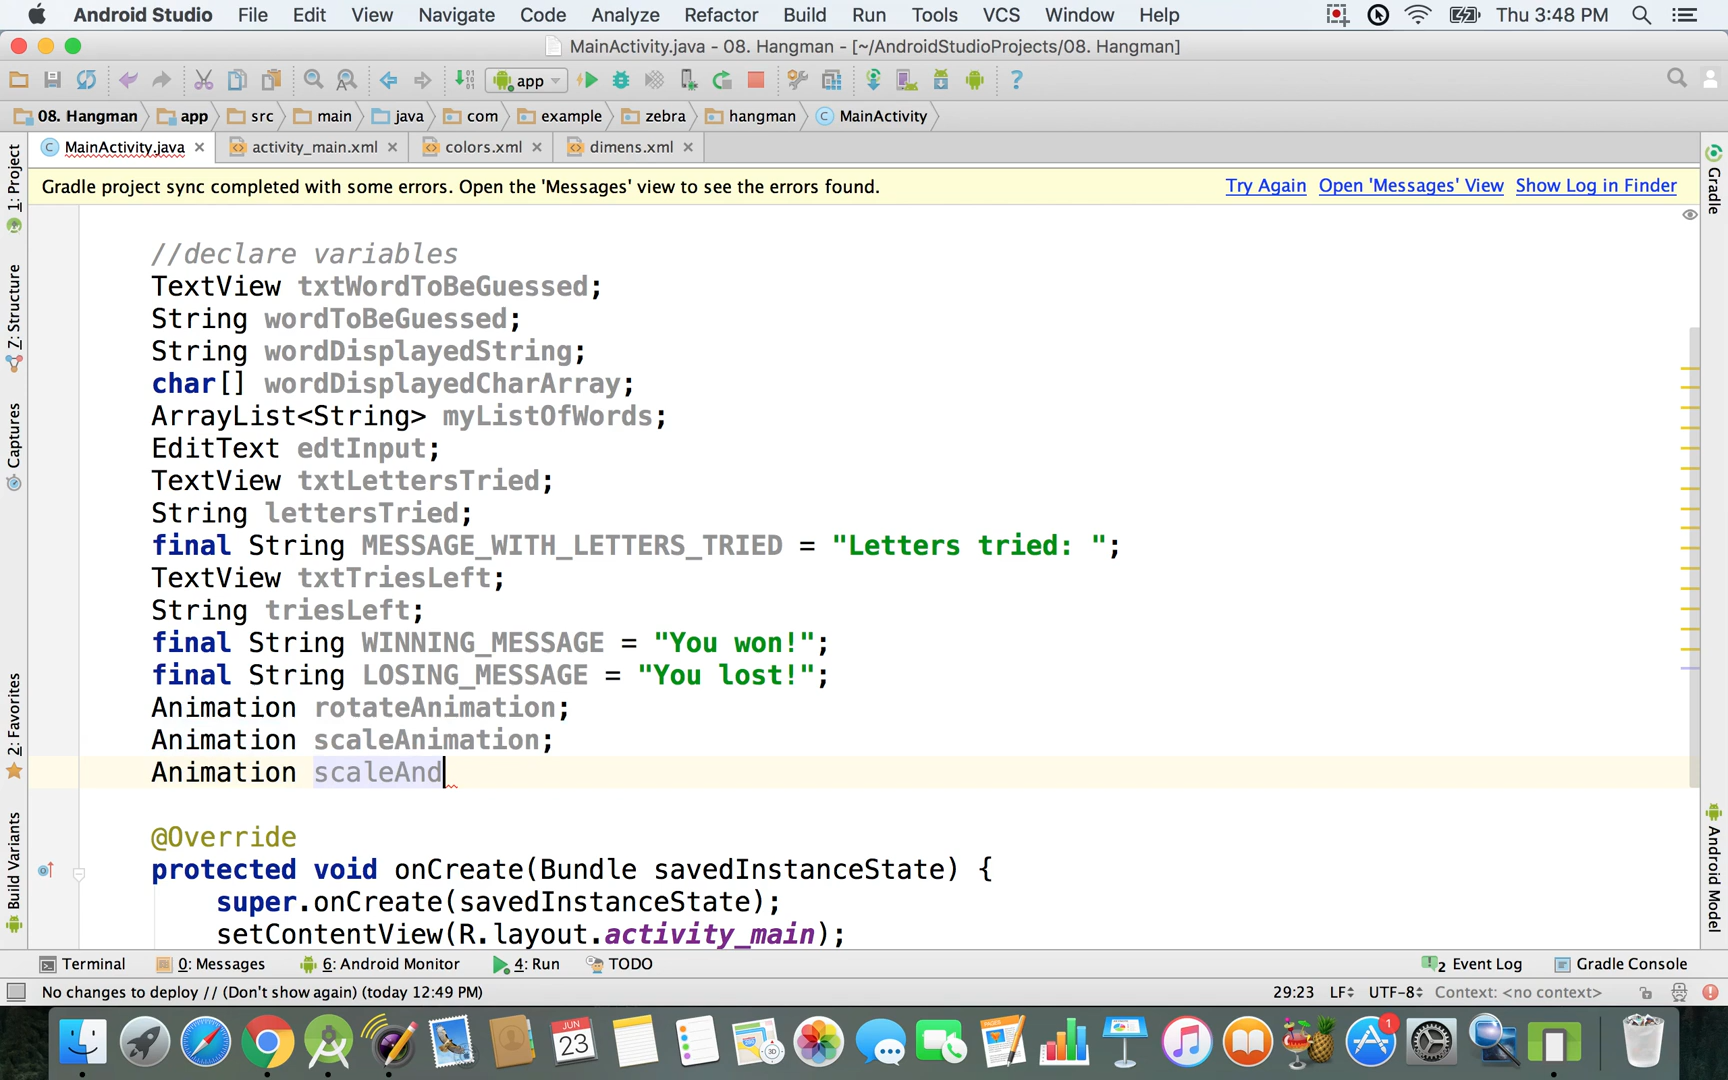 Android Studio File Edit View Navigate Code Analyze Refactor Build Run Tools VCS Window Help Thu 3:48 PM
MainActivity.java - 08. Hangman - [~/AndroidStudioProjects/08. Hangman]
app
08. Hangman app src main java com example zebra hangman MainActivity
MainActivity.java activity_main.xml colors.xml dimens.xml
Gradle project sync completed with some errors. Open the 'Messages' view to see the errors found. Try Again Open 'Messages' View Show Log in Finder
1: Project
Z: Structure
Captures
2: Favorites
Build Variants
Gradle
Android Model
//declare variables
TextView txtWordToBeGuessed;
String wordToBeGuessed;
String wordDisplayedString;
char[] wordDisplayedCharArray;
ArrayList<String> myListOfWords;
EditText edtInput;
TextView txtLettersTried;
String lettersTried;
final String MESSAGE_WITH_LETTERS_TRIED = "Letters tried: ";
TextView txtTriesLeft;
String triesLeft;
final String WINNING_MESSAGE = "You won!";
final String LOSING_MESSAGE = "You lost!";
Animation rotateAnimation;
Animation scaleAnimation;
Animation scaleAnd
@Override
protected void onCreate(Bundle savedInstanceState) {
super.onCreate(savedInstanceState);
setContentView(R.layout.activity_main);
Terminal 0: Messages 6: Android Monitor 4: Run TODO 2 Event Log Gradle Console
No changes to deploy // (Don't show again) (today 12:49 PM) 29:23 LF UTF-8 Context: <no context>
JUN
23
3D
1